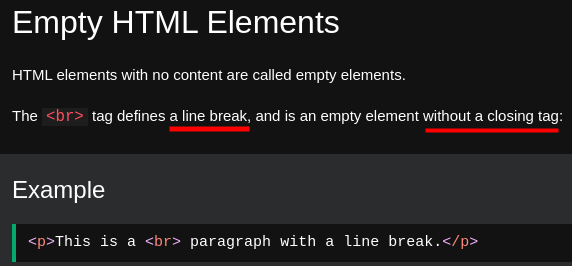 Empty HTML Elements
HTML elements with no content are called empty elements.
The <br> tag defines a line break, and is an empty element without a closing tag:
Example
<p>This is a <br> paragraph with a line break.</p>